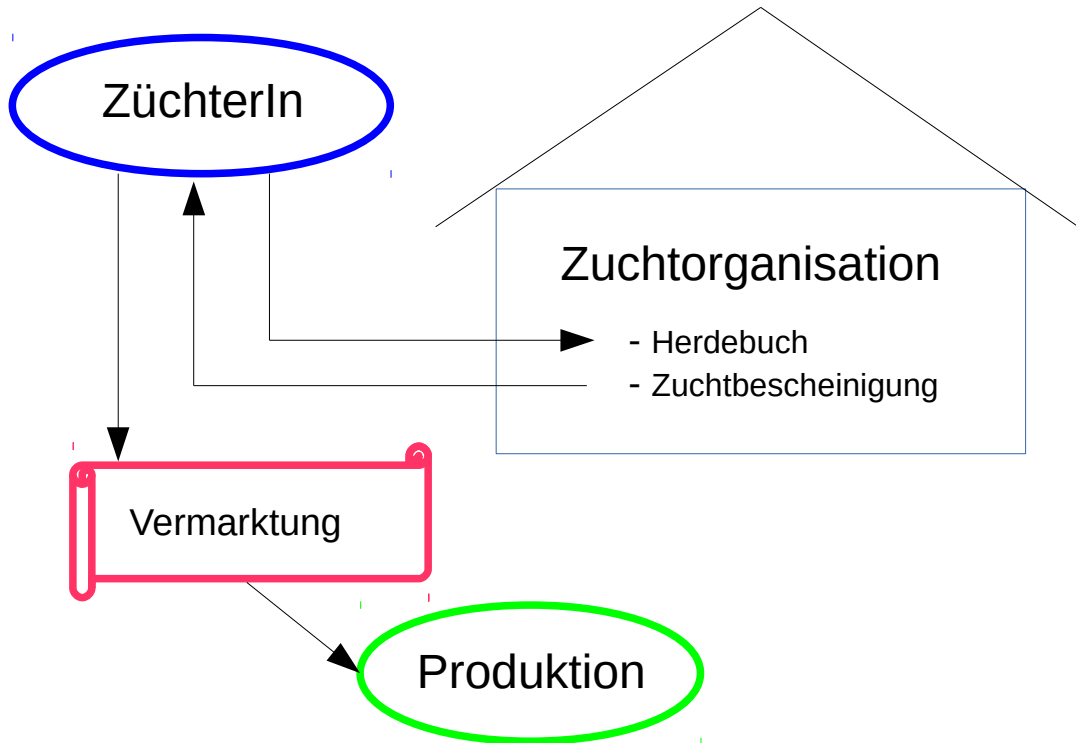 ZüchterIn
Zuchtorganisation
- Herdebuch
- Zuchtbescheinigung
Vermarktung
Produktion